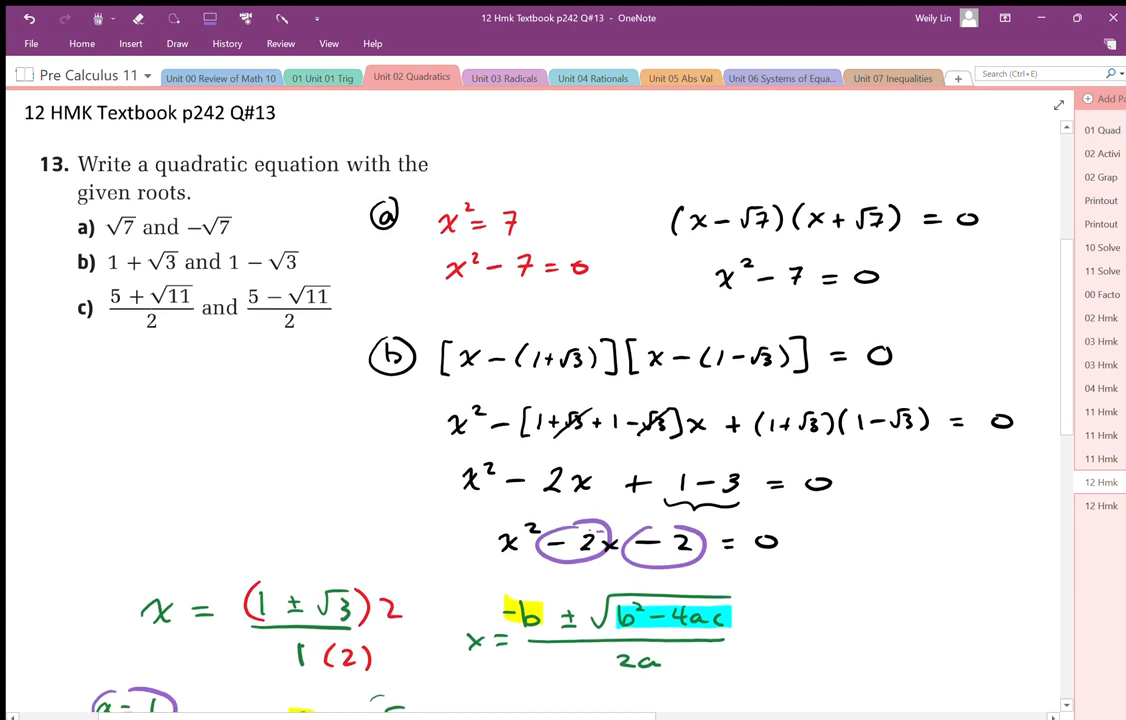 12 Hmk Textbook p242 Q#13 - OneNote
Weily Lin
File Home Insert Draw History Review View Help
Pre Calculus 11
Unit 00 Review of Math 10
01 Unit 01 Trig
Unit 02 Quadratics
Unit 03 Radicals
Unit 04 Rationals
Unit 05 Abs Val
Unit 06 Systems of Equa...
Unit 07 Inequalities
Search (Ctrl+E)
12 HMK Textbook p242 Q#13
Add Pa
13. Write a quadratic equation with the
given roots.
a) √7 and −√7
b) 1 + √3 and 1 − √3
c) (5 + √11)/2 and (5 − √11)/2
(a) x² = 7
x² − 7 = 0
(x − √7)(x + √7) = 0
x² − 7 = 0
(b) [x − (1+√3)][x − (1−√3)] = 0
x² − [1+√3 + 1−√3]x + (1+√3)(1−√3) = 0
x² − 2x + 1 − 3 = 0
x² − 2x − 2 = 0
x = (1 ± √3)2 / 1(2)
x = (−b ± √(b² − 4ac)) / 2a
a = 1
01 Quad
02 Activi
02 Grap
Printout
Printout
10 Solve
11 Solve
00 Facto
02 Hmk
03 Hmk
03 Hmk
04 Hmk
11 Hmk
11 Hmk
11 Hmk
12 Hmk
12 Hmk